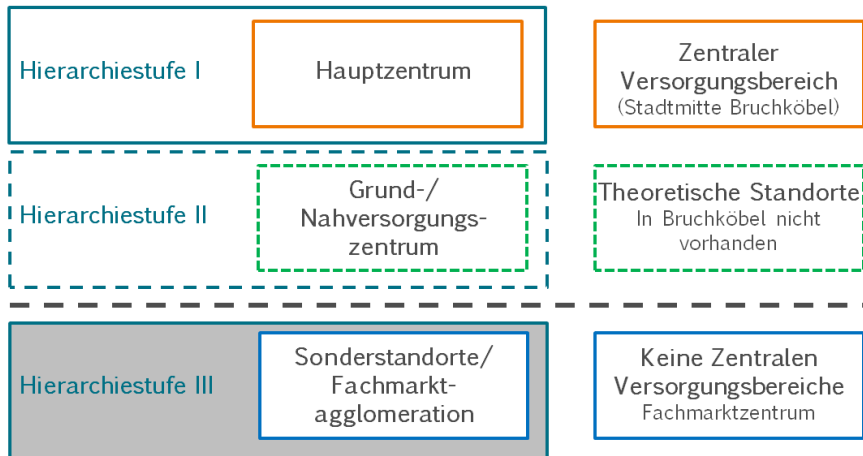 Hierarchiestufe I
Hauptzentrum
Zentraler
Versorgungsbereich
(Stadtmitte Bruchköbel)
Hierarchiestufe II
Grund-/
Nahversorgungs-
zentrum
Theoretische Standorte
In Bruchköbel nicht
vorhanden
Hierarchiestufe III
Sonderstandorte/
Fachmarkt-
agglomeration
Keine Zentralen
Versorgungsbereiche
Fachmarktzentrum